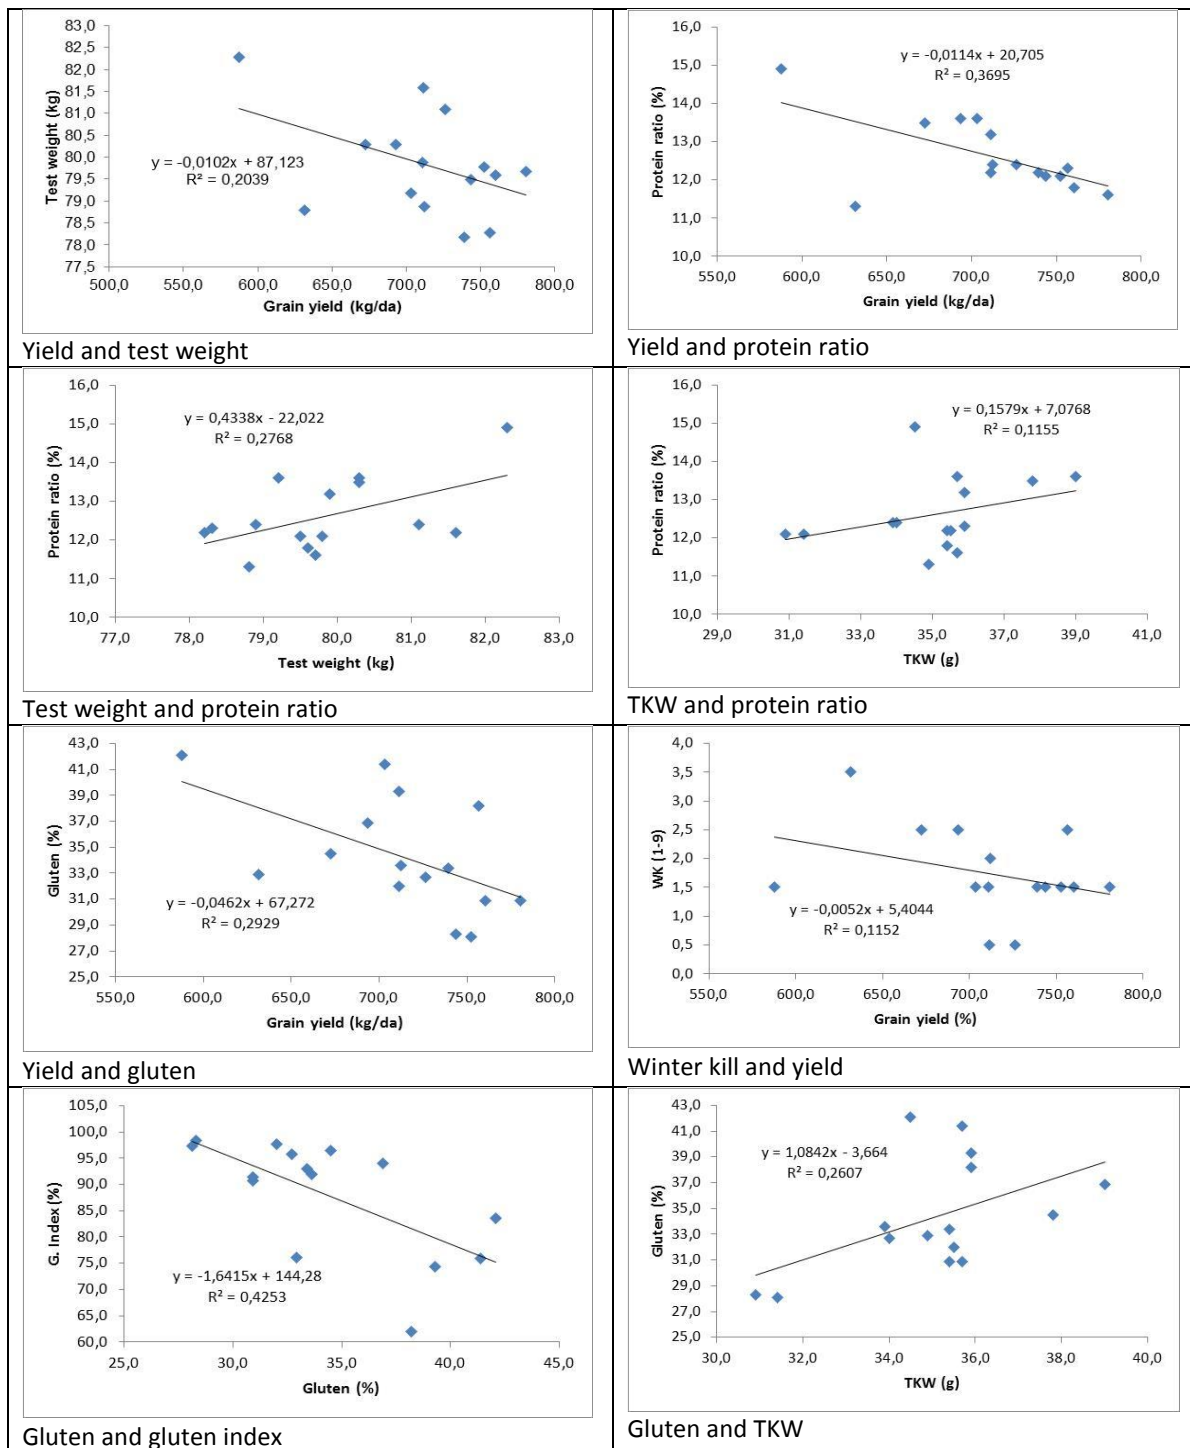 83,0
82,5
82,0
81,5
81,0
80,5
80,0
79,5
79,0
78,5
78,0
77,5
Test weight (kg)
y = -0,0102x + 87,123
R² = 0,2039
500,0 550,0 600,0 650,0 700,0 750,0 800,0
Grain yield (kg/da)
Yield and test weight
16,0
15,0
14,0
13,0
12,0
11,0
10,0
Protein ratio (%)
y = -0,0114x + 20,705
R² = 0,3695
550,0 600,0 650,0 700,0 750,0 800,0
Grain yield (kg/da)
Yield and protein ratio
16,0
15,0
14,0
13,0
12,0
11,0
10,0
Protein ratio (%)
y = 0,4338x - 22,022
R² = 0,2768
77,0 78,0 79,0 80,0 81,0 82,0 83,0
Test weight (kg)
Test weight and protein ratio
16,0
15,0
14,0
13,0
12,0
11,0
10,0
Protein ratio (%)
y = 0,1579x + 7,0768
R² = 0,1155
29,0 31,0 33,0 35,0 37,0 39,0 41,0
TKW (g)
TKW and protein ratio
43,0
41,0
39,0
37,0
35,0
33,0
31,0
29,0
27,0
25,0
Gluten (%)
y = -0,0462x + 67,272
R² = 0,2929
550,0 600,0 650,0 700,0 750,0 800,0
Grain yield (kg/da)
Yield and gluten
4,0
3,5
3,0
2,5
2,0
1,5
1,0
0,5
0,0
WK (1-9)
y = -0,0052x + 5,4044
R² = 0,1152
550,0 600,0 650,0 700,0 750,0 800,0
Grain yield (%)
Winter kill and yield
105,0
100,0
95,0
90,0
85,0
80,0
75,0
70,0
65,0
60,0
G. Index (%)
y = -1,6415x + 144,28
R² = 0,4253
25,0 30,0 35,0 40,0 45,0
Gluten (%)
Gluten and gluten index
43,0
41,0
39,0
37,0
35,0
33,0
31,0
29,0
27,0
25,0
Gluten (%)
y = 1,0842x - 3,664
R² = 0,2607
30,0 32,0 34,0 36,0 38,0 40,0
TKW (g)
Gluten and TKW